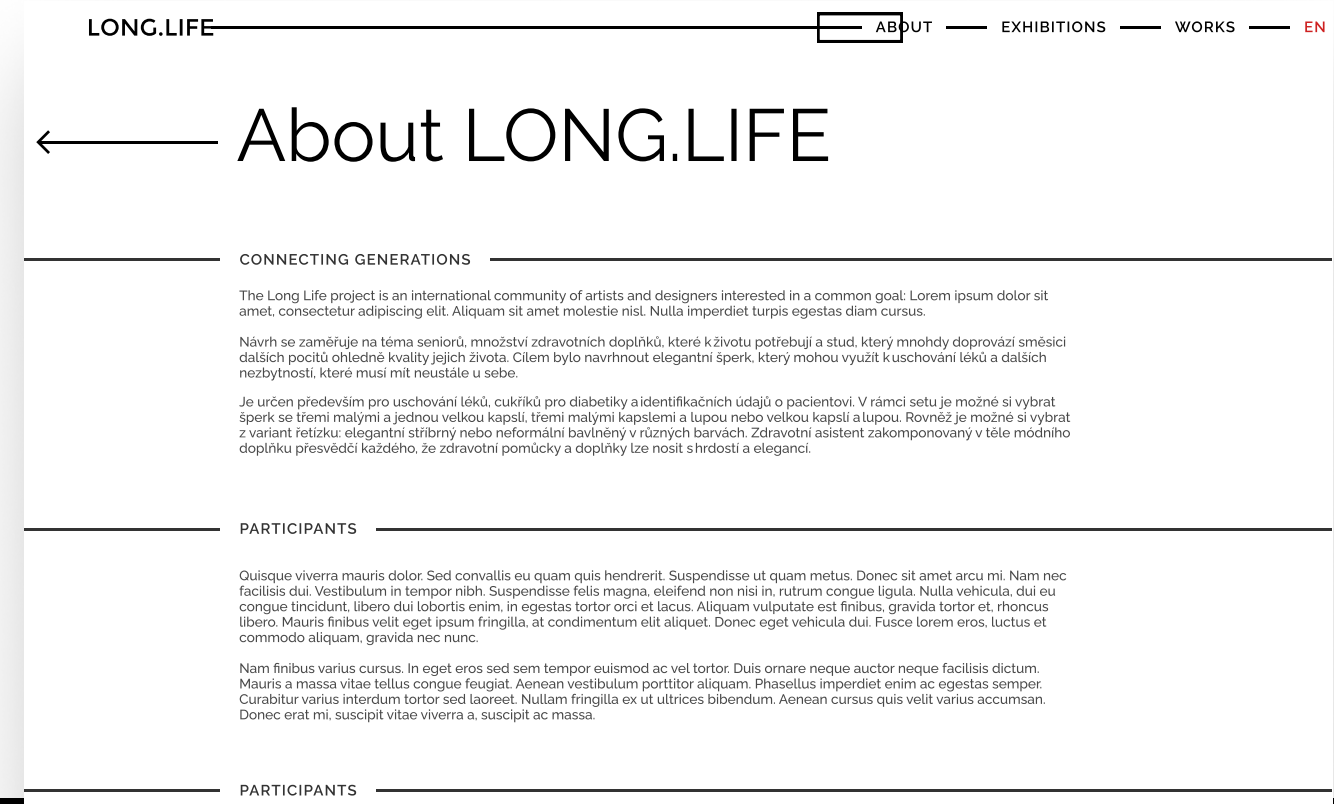 LONG.LIFE
ABOUT
EXHIBITIONS
WORKS
EN
About LONG.LIFE
CONNECTING GENERATIONS
The Long Life project is an international community of artists and designers interested in a common goal: Lorem ipsum dolor sit
amet, consectetur adipiscing elit. Aliquam sit amet molestie nisl. Nulla imperdiet turpis egestas diam cursus.
Návrh se zaměřuje na téma seniorů, množství zdravotních doplňků, které k životu potřebují a stud, který mnohdy doprovází směsici
dalších pocitů ohledně kvality jejich života. Cílem bylo navrhnout elegantní šperk, který mohou využít k uschování léků a dalších
nezbytností, které musí mít neustále u sebe.
Je určen především pro uschování léků, cukříků pro diabetiky a identifikačních údajů o pacientovi. V rámci setu je možné si vybrat
šperk se třemi malými a jednou velkou kapslí, třemi malými kapslemi a lupou nebo velkou kapslí a lupou. Rovněž je možné si vybrat
z variant řetízku: elegantní stříbrný nebo neformální bavlněný v různých barvách. Zdravotní asistent zakomponovaný v těle módního
doplňku přesvědčí každého, že zdravotní pomůcky a doplňky lze nosit s hrdostí a elegancí.
PARTICIPANTS
Quisque viverra mauris dolor. Sed convallis eu quam quis hendrerit. Suspendisse ut quam metus. Donec sit amet arcu mi. Nam nec
facilisis dui. Vestibulum in tempor nibh. Suspendisse felis magna, eleifend non nisi in, rutrum congue ligula. Nulla vehicula, dui eu
congue tincidunt, libero dui lobortis enim, in egestas tortor orci et lacus. Aliquam vulputate est finibus, gravida tortor et, rhoncus
libero. Mauris finibus velit eget ipsum fringilla, at condimentum elit aliquet. Donec eget vehicula dui. Fusce lorem eros, luctus et
commodo aliquam, gravida nec nunc.
Nam finibus varius cursus. In eget eros sed sem tempor euismod ac vel tortor. Duis ornare neque auctor neque facilisis dictum.
Mauris a massa vitae tellus congue feugiat. Aenean vestibulum porttitor aliquam. Phasellus imperdiet enim ac egestas semper.
Curabitur varius interdum tortor sed laoreet. Nullam fringilla ex ut ultrices bibendum. Aenean cursus quis velit varius accumsan.
Donec erat mi, suscipit vitae viverra a, suscipit ac massa.
PARTICIPANTS